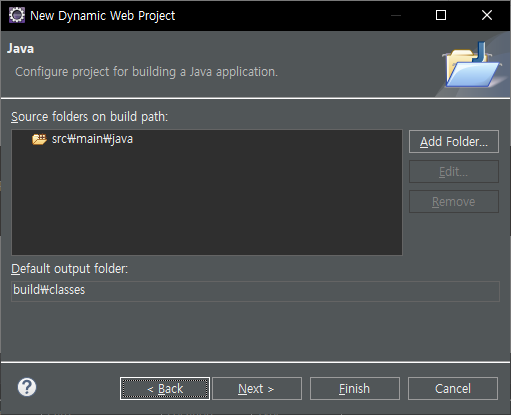 New Dynamic Web Project
Java
Configure project for building a Java application.
Source folders on build path:
src₩main₩java
Add Folder...
Edit...
Remove
Default output folder:
build₩classes
< Back
Next >
Finish
Cancel